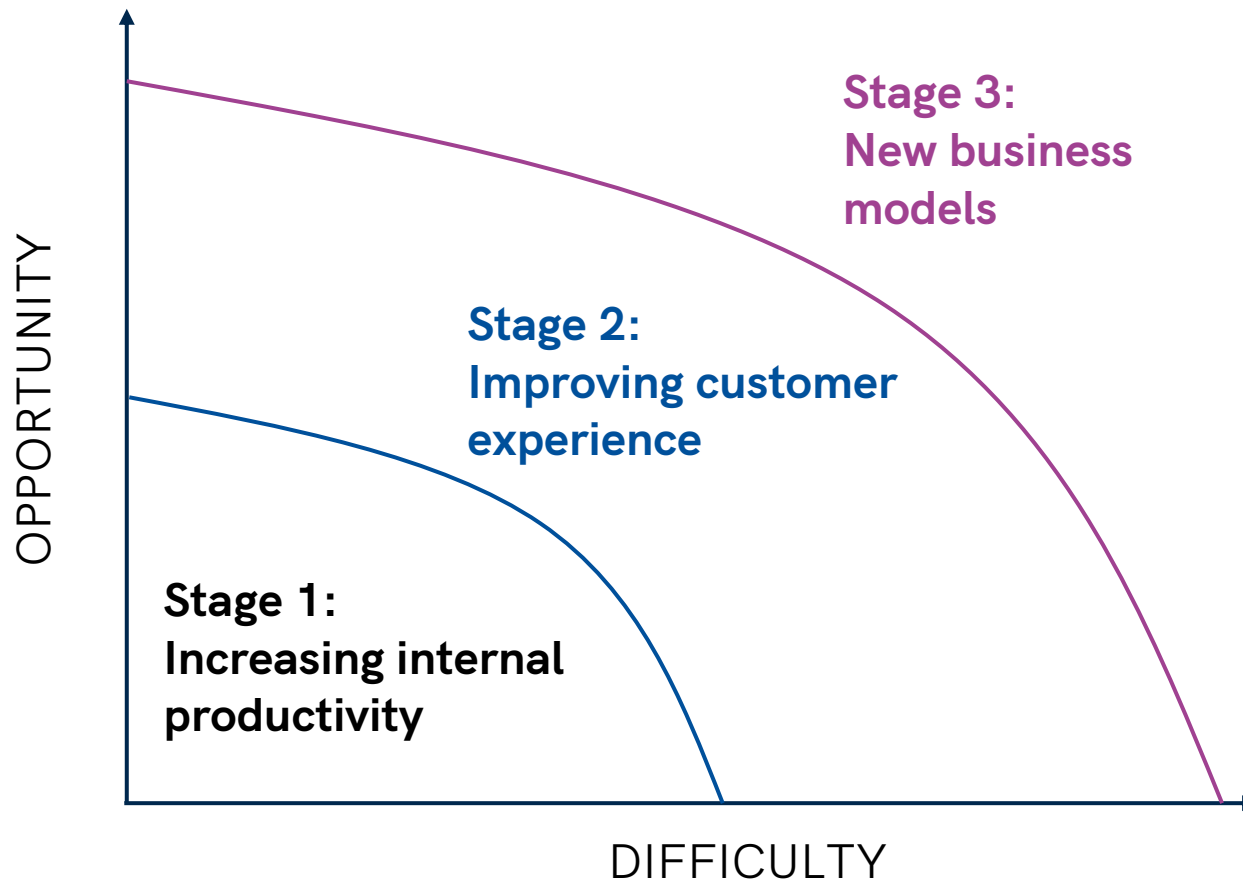 Stage 3:
New business
models
Stage 2:
Improving customer
experience
Stage 1:
Increasing internal
productivity
OPPORTUNITY
DIFFICULTY